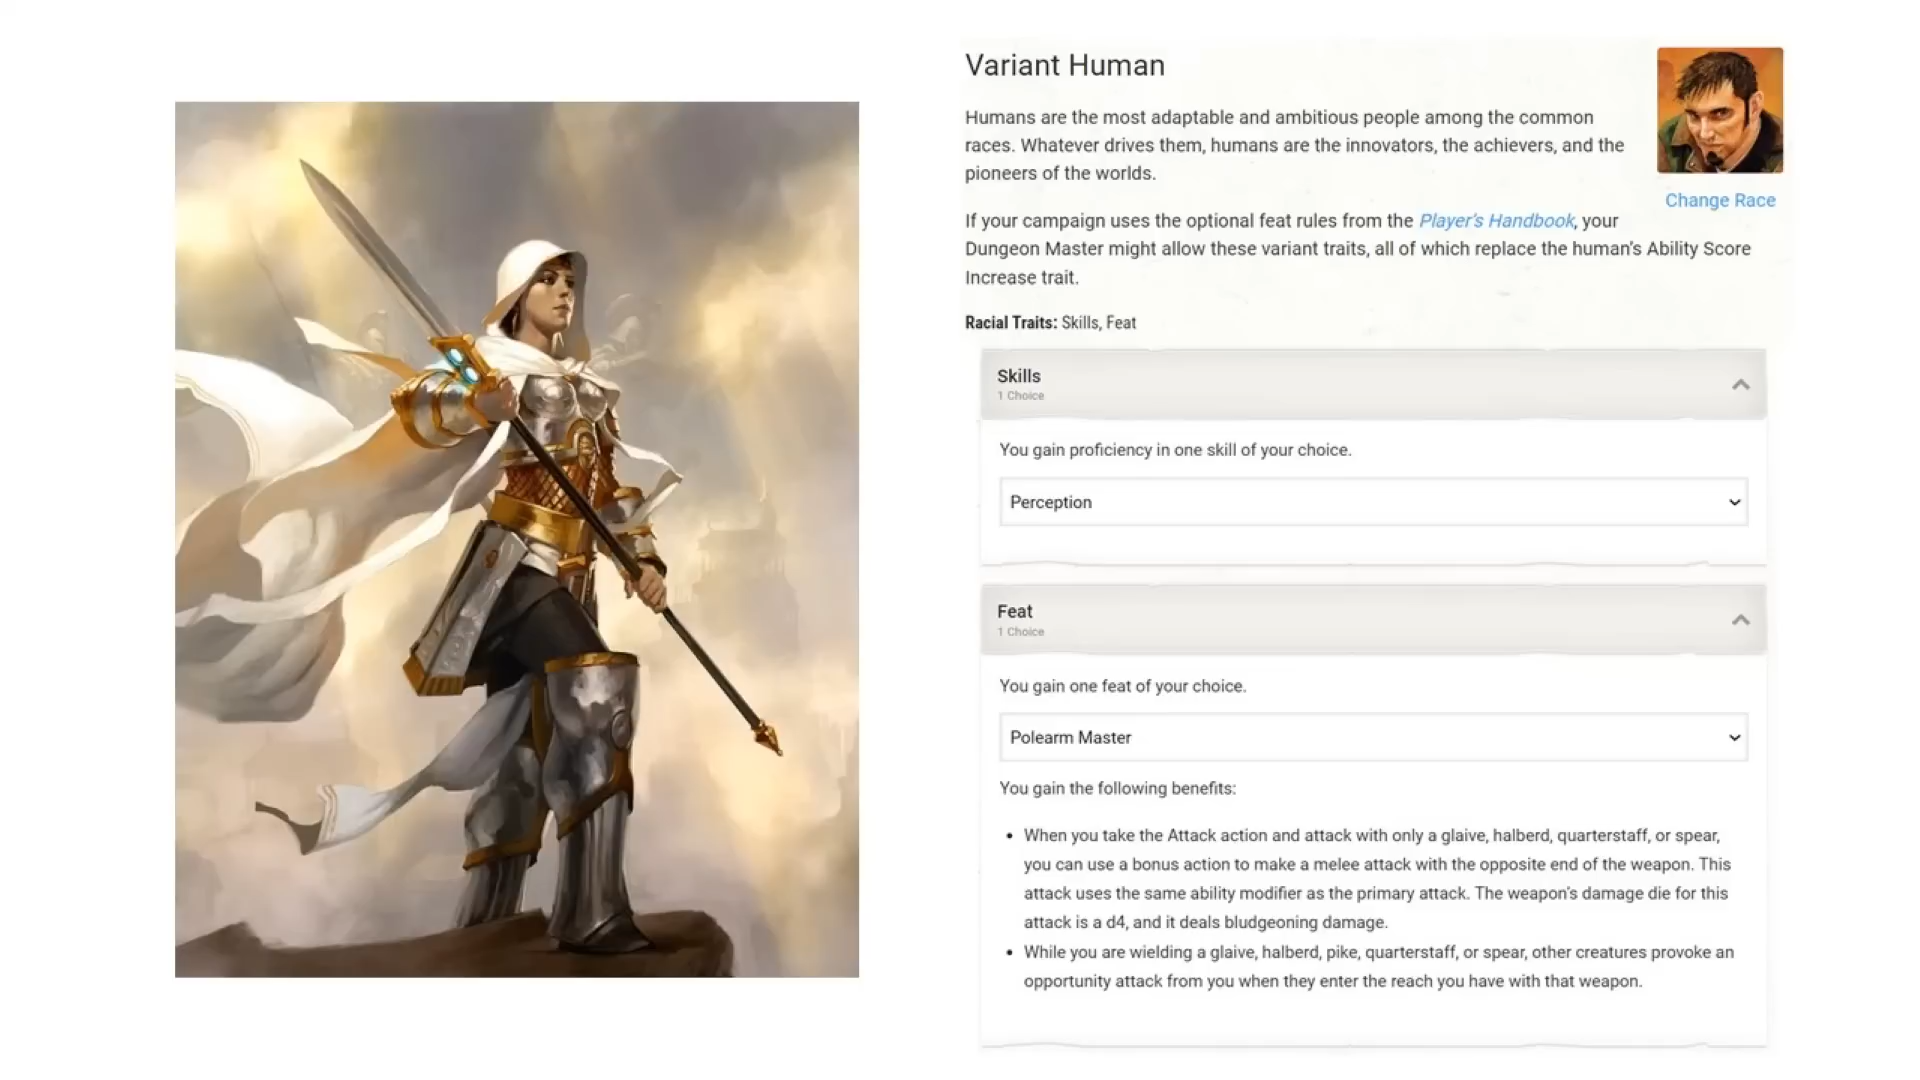 Variant Human
Humans are the most adaptable and ambitious people among the common
races. Whatever drives them, humans are the innovators, the achievers, and the
pioneers of the worlds.
Change Race
If your campaign uses the optional feat rules from the Player's Handbook, your
Dungeon Master might allow these variant traits, all of which replace the human's Ability Score
Increase trait.
Racial Traits: Skills, Feat
Skills
1 Choice
You gain proficiency in one skill of your choice.
Perception
Feat
1 Choice
You gain one feat of your choice.
Polearm Master
You gain the following benefits:
• When you take the Attack action and attack with only a glaive, halberd, quarterstaff, or spear,
you can use a bonus action to make a melee attack with the opposite end of the weapon. This
attack uses the same ability modifier as the primary attack. The weapon's damage die for this
attack is a d4, and it deals bludgeoning damage.
• While you are wielding a glaive, halberd, pike, quarterstaff, or spear, other creatures provoke an
opportunity attack from you when they enter the reach you have with that weapon.